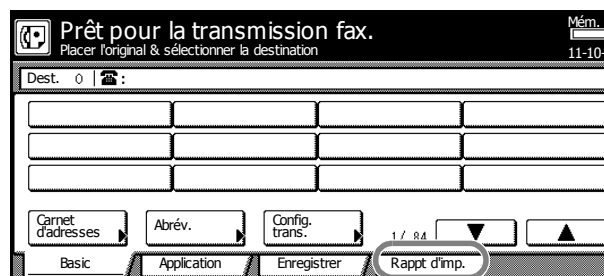 Prêt pour la transmission fax.
Placer l'original & sélectionner la destination
Mém.
11-10-
Dest. 0 ☎:
Carnet d'adresses
Abrév.
Config. trans.
1/ 84
Basic Application Enregistrer Rappt d'imp.